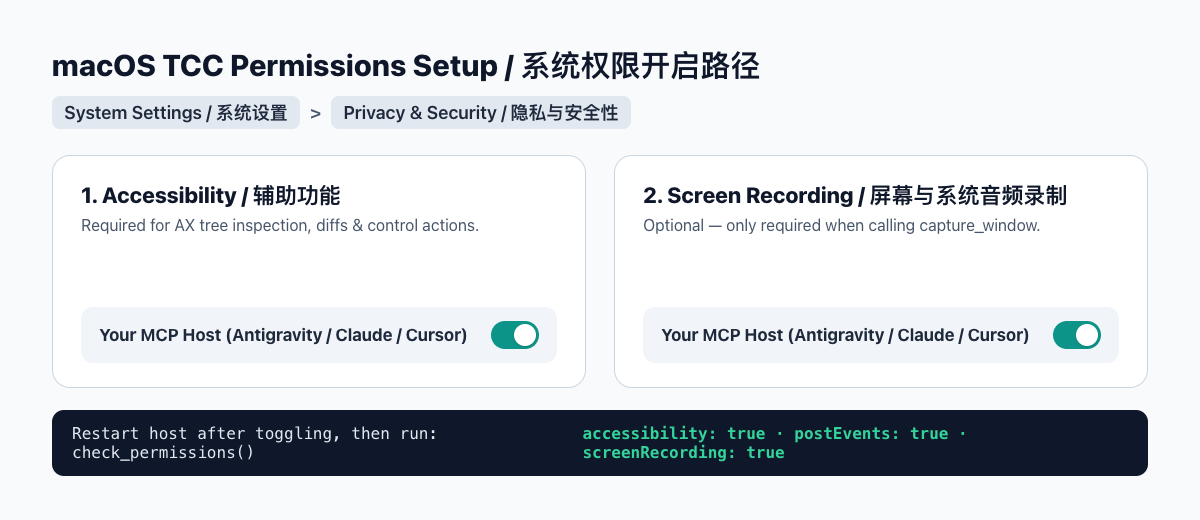 macOS TCC Permissions Setup / 系统权限开启路径
System Settings / 系统设置 > Privacy & Security / 隐私与安全性
1. Accessibility / 辅助功能
Required for AX tree inspection, diffs & control actions.
Your MCP Host (Antigravity / Claude / Cursor)
2. Screen Recording / 屏幕与系统音频录制
Optional — only required when calling capture_window.
Your MCP Host (Antigravity / Claude / Cursor)
Restart host after toggling, then run:
check_permissions()
accessibility: true · postEvents: true ·
screenRecording: true